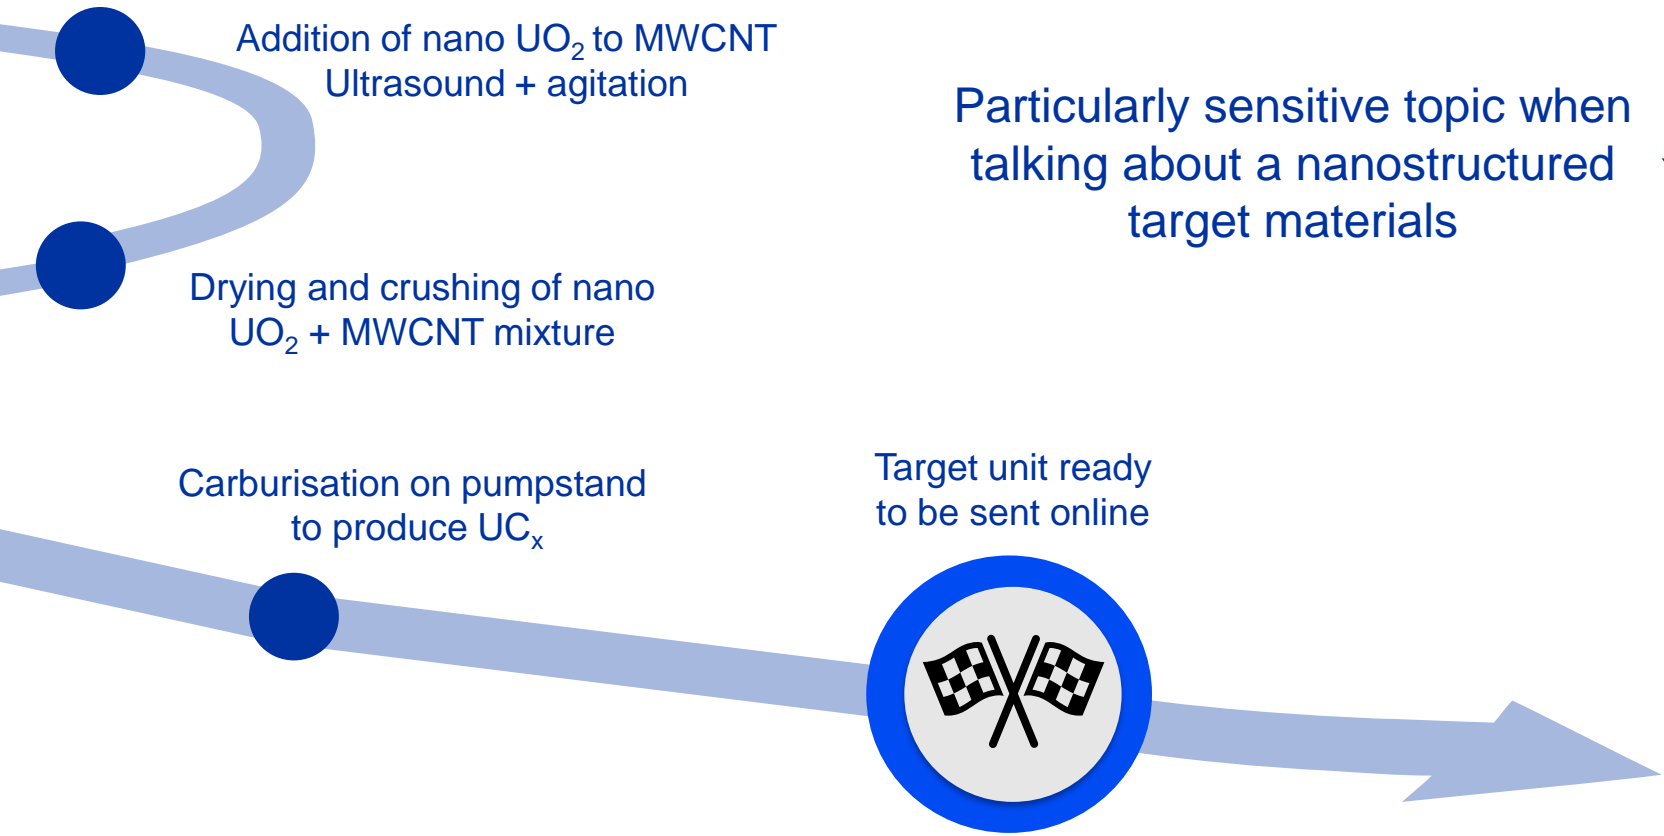 Addition of nano UO₂ to MWCNT
Ultrasound + agitation
Particularly sensitive topic when
talking about a nanostructured
target materials
Drying and crushing of nano
UO₂ + MWCNT mixture
Carburisation on pumpstand
to produce UCₓ
Target unit ready
to be sent online